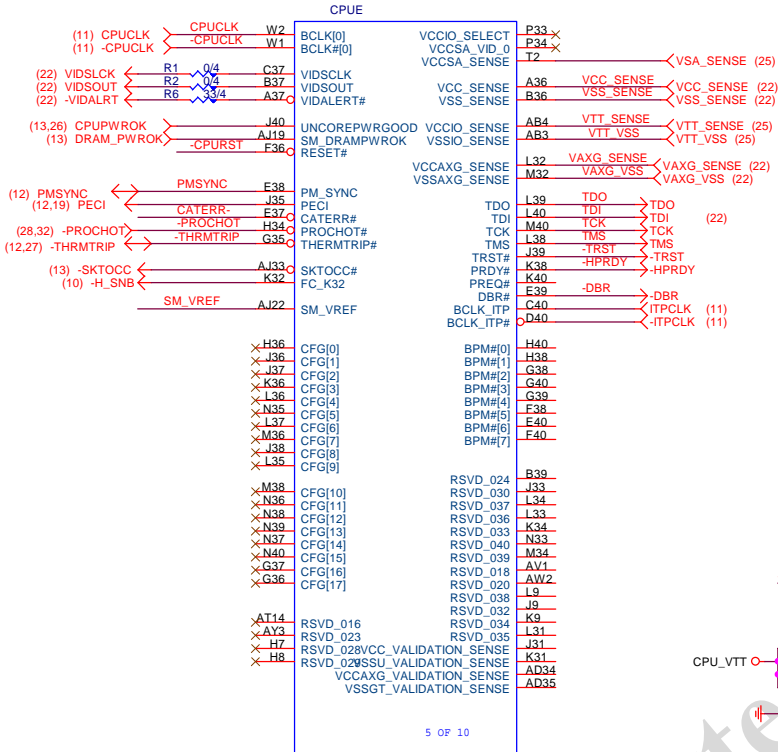 CPUE
(11) CPUCLK CPUCLK W2 BCLK[0] VCCIO_SELECT P33
(11) -CPUCLK -CPUCLK W1 BCLK#[0] VCCSA_VID_0 P34
VCCSA_SENSE T2 VSA_SENSE (25)
(22) VIDSLCK R1 0/4 C37 VIDSCLK
(22) VIDSOUT R2 0/4 B37 VIDSOUT VCC_SENSE A36 VCC_SENSE VCC_SENSE (22)
(22) -VIDALRT R6 33/4 A37 VIDALERT# VSS_SENSE B36 VSS_SENSE VSS_SENSE (22)
(13,26) CPUPWROK J40 UNCOREPWRGOOD VCCIO_SENSE AB4 VTT_SENSE VTT_SENSE (25)
(13) DRAM_PWROK AJ19 SM_DRAMPWROK VSSIO_SENSE AB3 VTT_VSS VTT_VSS (25)
-CPURST F36 RESET#
VCCAXG_SENSE L32 VAXG_SENSE VAXG_SENSE (22)
VSSAXG_SENSE M32 VAXG_VSS VAXG_VSS (22)
(12) PMSYNC PMSYNC E38 PM_SYNC
(12,19) PECI J35 PECI TDO L39 TDO TDO
CATERR- E37 CATERR# TDI L40 TDI TDI (22)
(28,32) -PROCHOT -PROCHOT H34 PROCHOT# TCK M40 TCK TCK
(12,27) -THRMTRIP -THRMTRIP G35 THERMTRIP# TMS L38 TMS TMS
TRST# J39 -TRST -TRST
(13) -SKTOCC AJ33 SKTOCC# PRDY# K38 -HPRDY -HPRDY
(10) -H_SNB K32 FC_K32 PREQ# K40
DBR# E39 -DBR -DBR
SM_VREF AJ22 SM_VREF BCLK_ITP C40 ITPCLK (11)
BCLK_ITP# D40 -ITPCLK (11)
H36 CFG[0] BPM#[0] H40
J36 CFG[1] BPM#[1] H38
J37 CFG[2] BPM#[2] G38
K36 CFG[3] BPM#[3] G40
L36 CFG[4] BPM#[4] G39
N35 CFG[5] BPM#[5] F38
L37 CFG[6] BPM#[6] E40
M36 CFG[7] BPM#[7] F40
J38 CFG[8]
L35 CFG[9]
RSVD_024 B39
M38 CFG[10] RSVD_030 J33
N36 CFG[11] RSVD_037 L34
N38 CFG[12] RSVD_036 L33
N39 CFG[13] RSVD_033 K34
N37 CFG[14] RSVD_040 N33
N40 CFG[15] RSVD_039 M34
G37 CFG[16] RSVD_018 AV1
G36 CFG[17] RSVD_020 AW2
RSVD_038 L9
RSVD_032 J9
AT14 RSVD_016 RSVD_034 K9
AY3 RSVD_023 RSVD_035 L31
H7 RSVD_028 VCC_VALIDATION_SENSE J31
H8 RSVD_029 VSSU_VALIDATION_SENSE K31
VCCAXG_VALIDATION_SENSE AD34
VSSGT_VALIDATION_SENSE AD35
CPU_VTT
5 OF 10